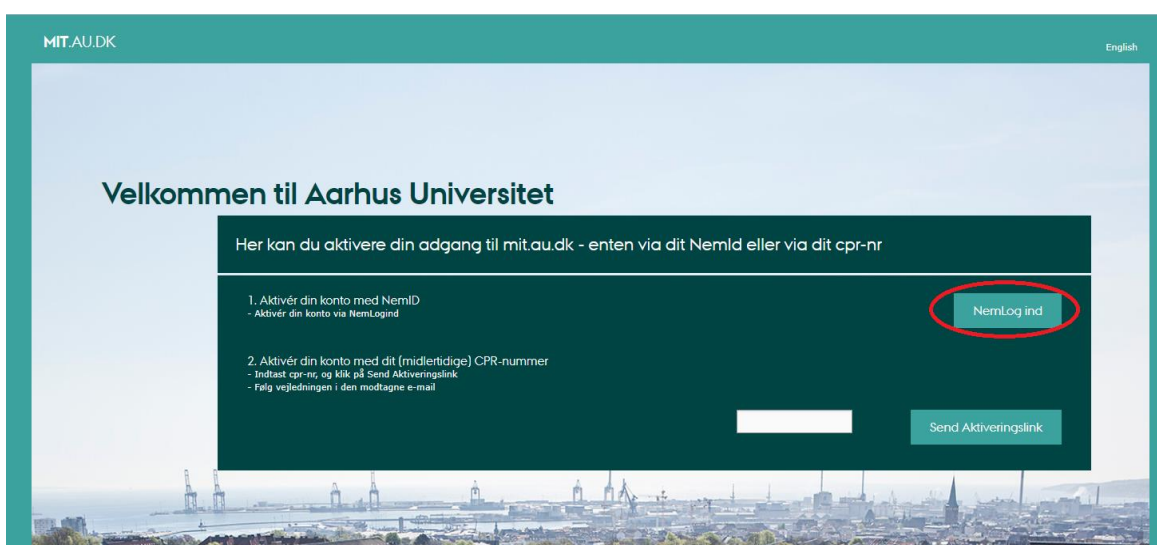 MIT.AU.DK
English
Velkommen til Aarhus Universitet
Her kan du aktivere din adgang til mit.au.dk - enten via dit NemId eller via dit cpr-nr
1. Aktivér din konto med NemID
- Aktivér din konto via NemLogind
NemLog ind
2. Aktivér din konto med dit (midlertidige) CPR-nummer
- Indtast cpr-nr, og klik på Send Aktiveringslink
- Følg vejledningen i den modtagne e-mail
Send Aktiveringslink